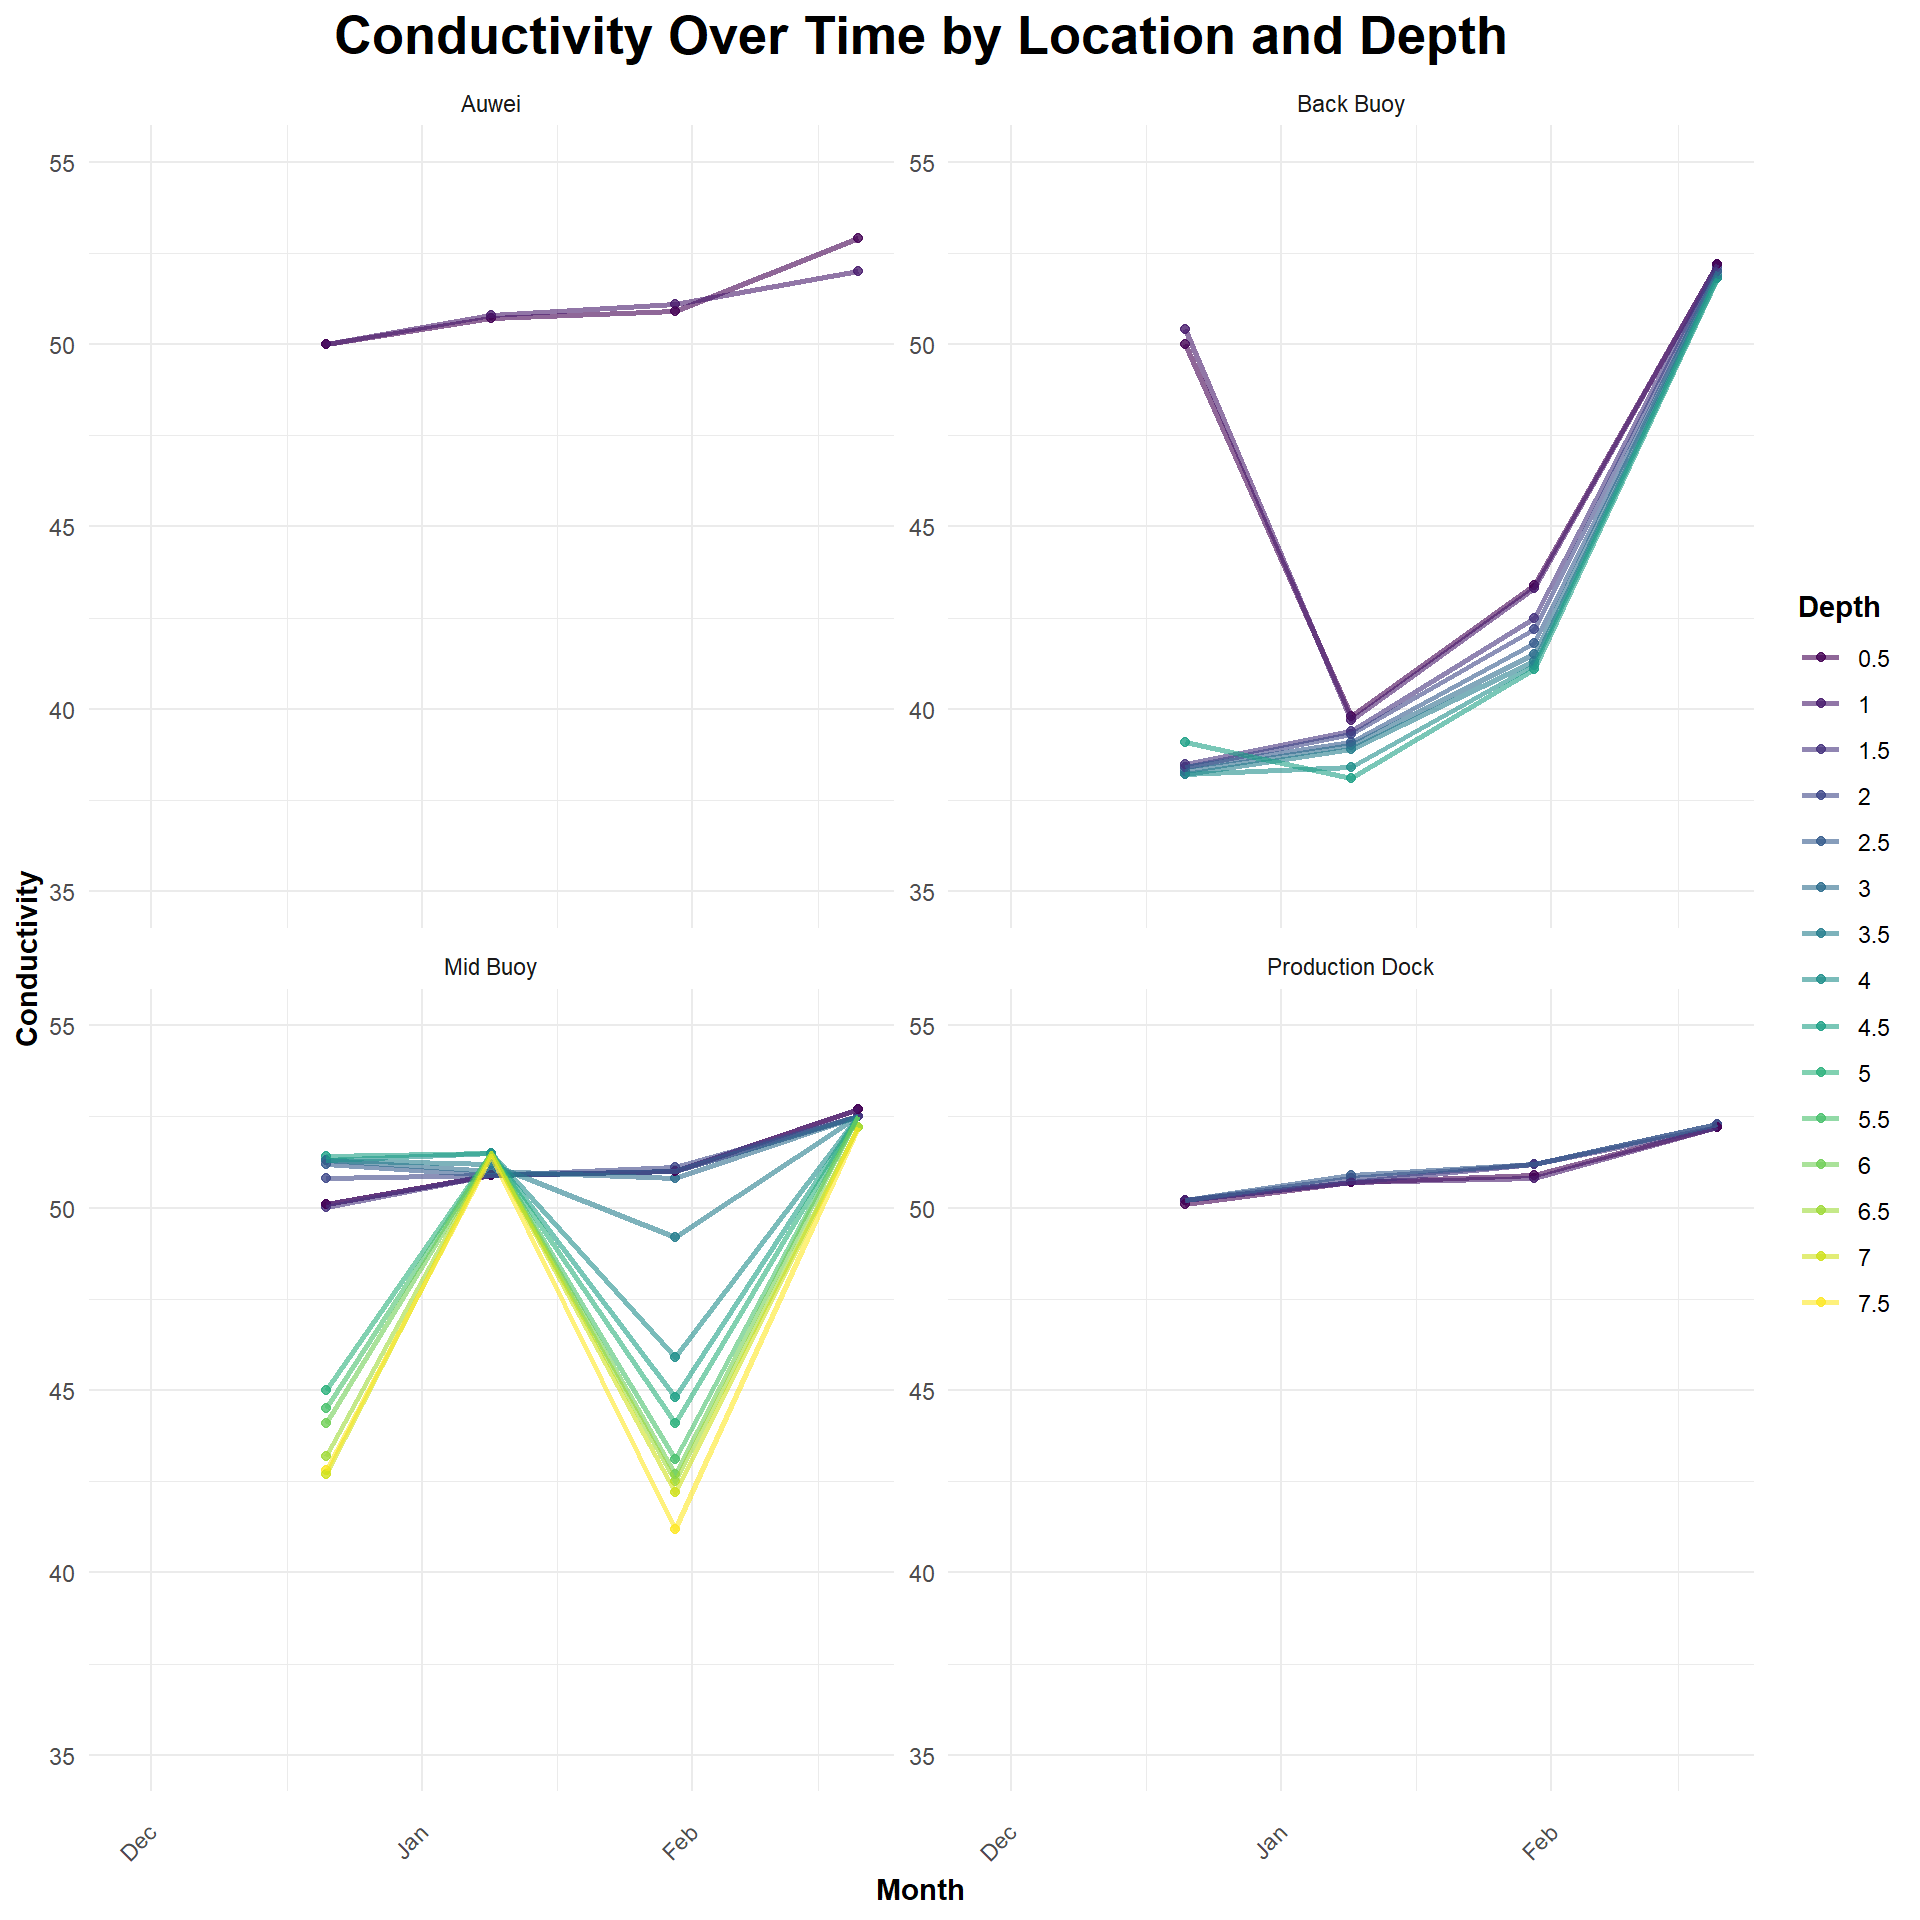 Conductivity Over Time by Location and Depth
Auwei
Back Buoy
55
50
45
40
35
55
50
45
40
35
Mid Buoy
Production Dock
55
50
45
40
35
55
50
45
40
35
Dec
Jan
Feb
Dec
Jan
Feb
Month
Conductivity
Depth
0.5
1
1.5
2
2.5
3
3.5
4
4.5
5
5.5
6
6.5
7
7.5